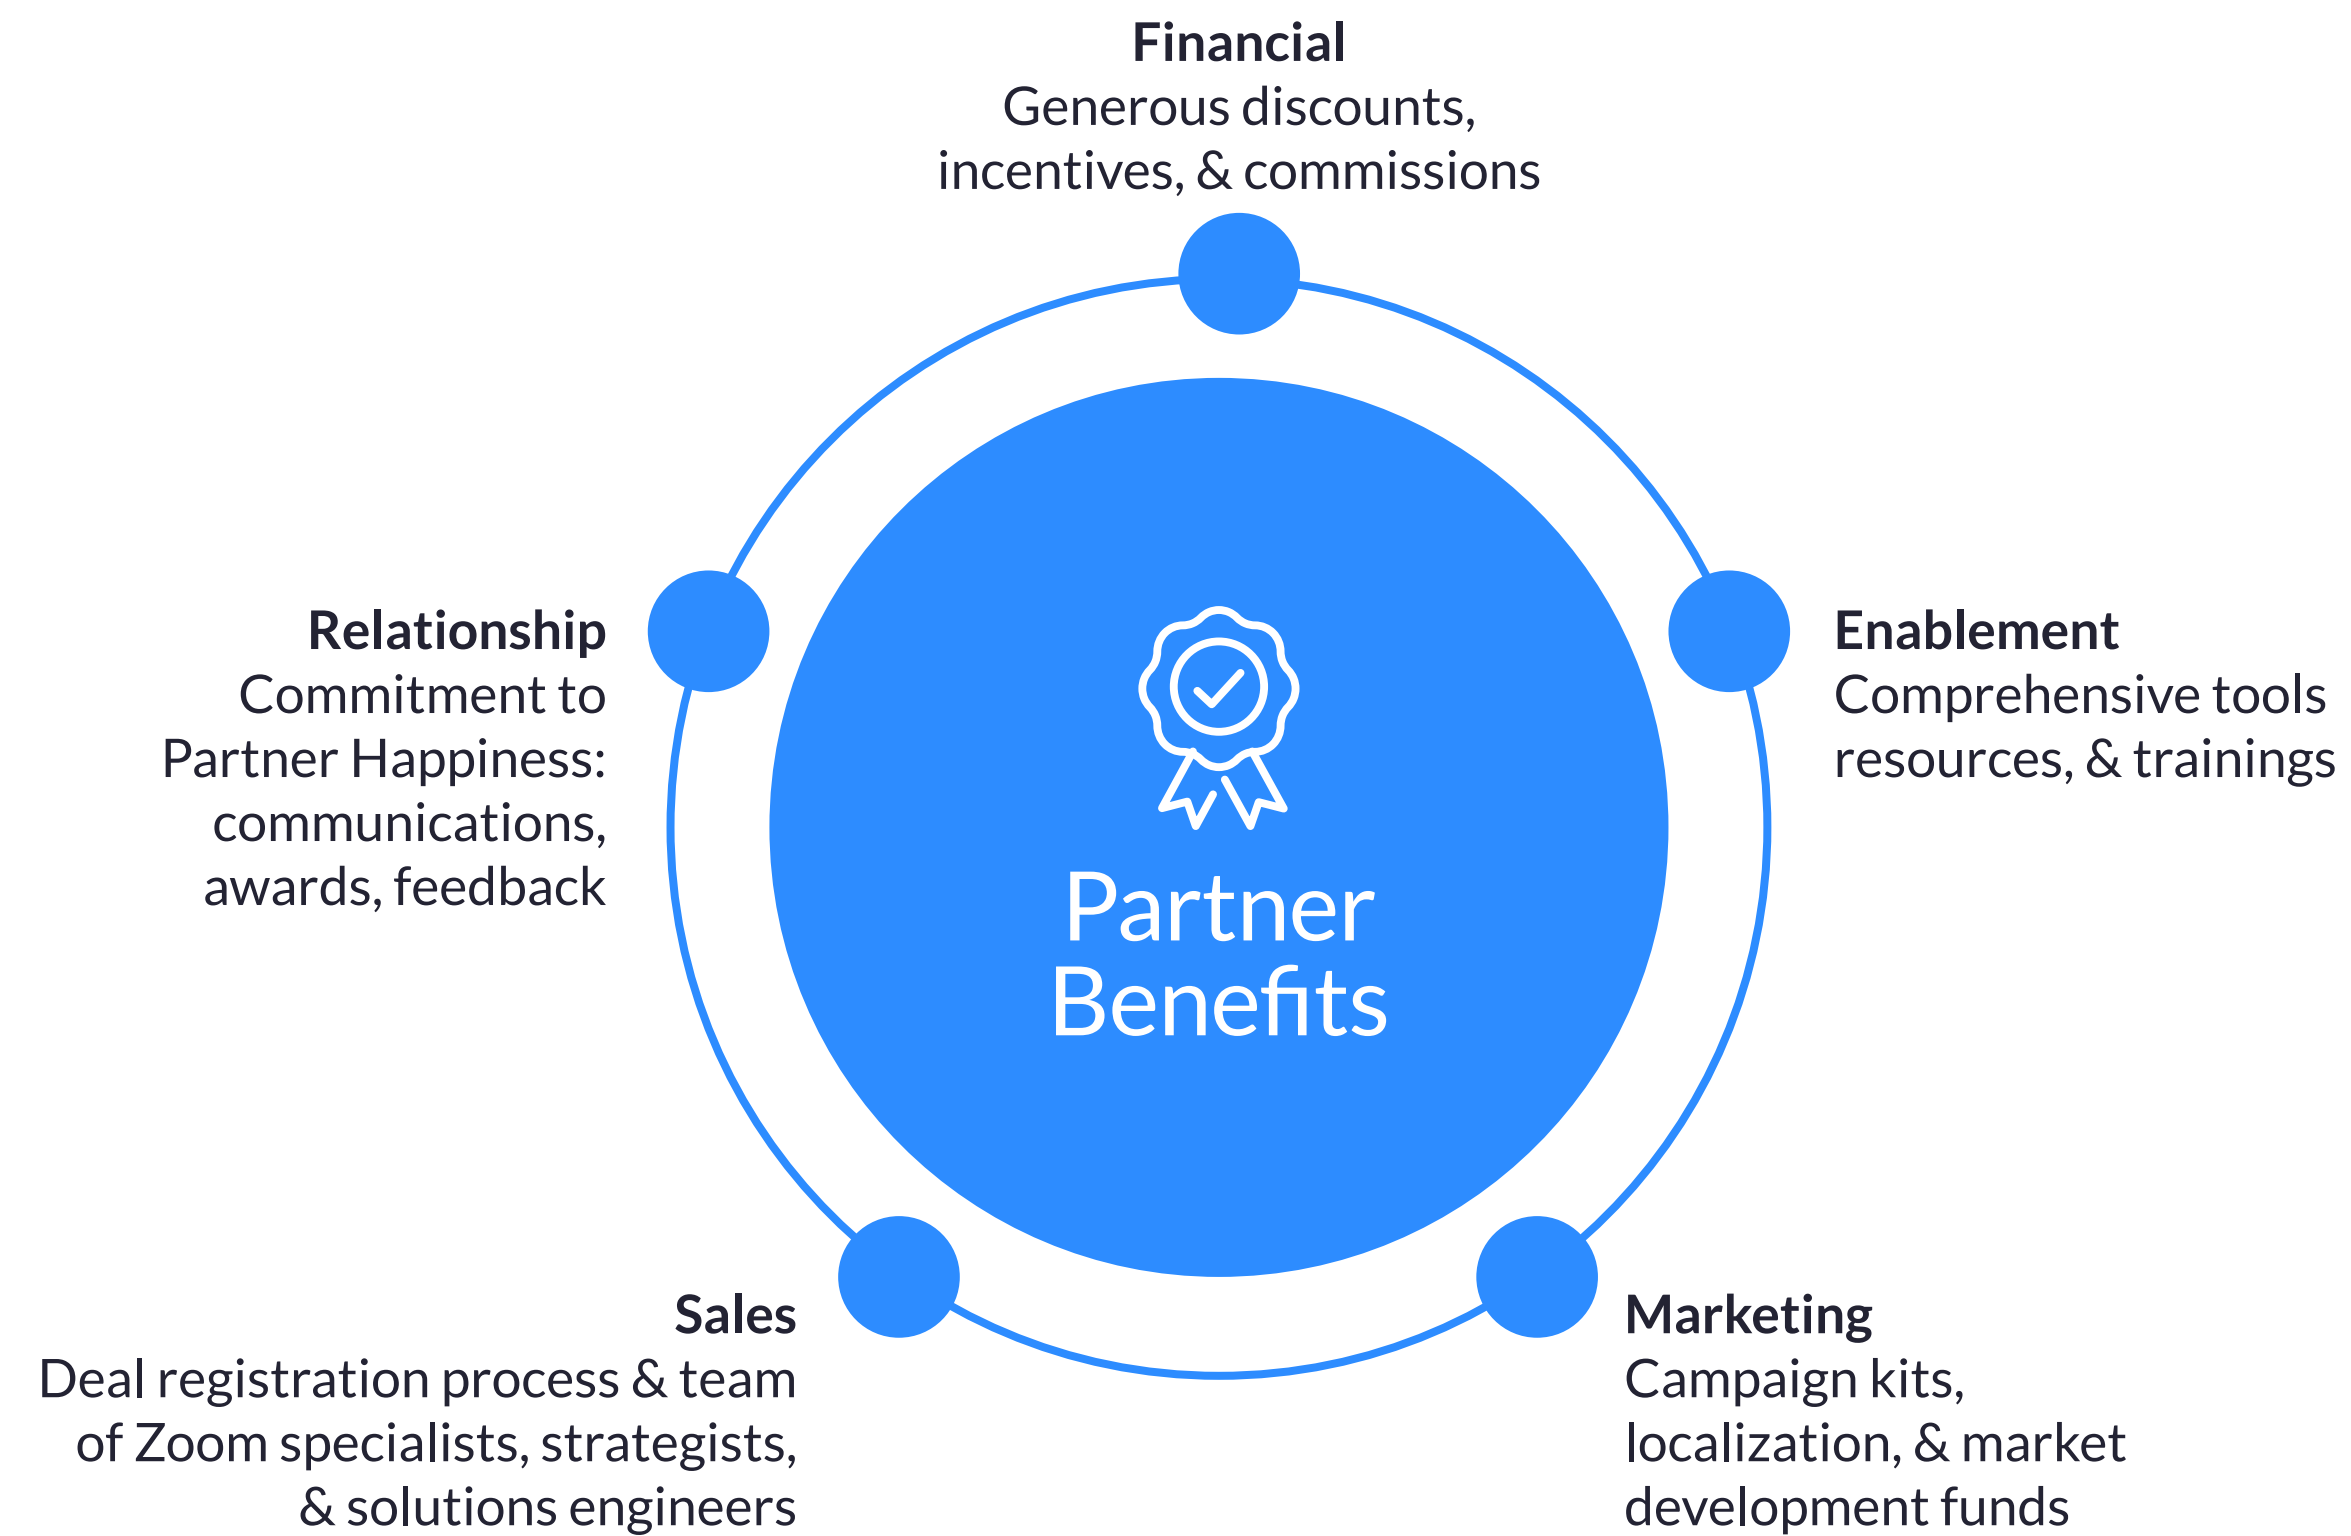 Financial
Generous discounts,
incentives, & commissions
Relationship
Commitment to
Partner Happiness:
communications,
awards, feedback
Enablement
Comprehensive tools
resources, & trainings
Partner
Benefits
Sales
Deal registration process & team
of Zoom specialists, strategists,
& solutions engineers
Marketing
Campaign kits,
localization, & market
development funds